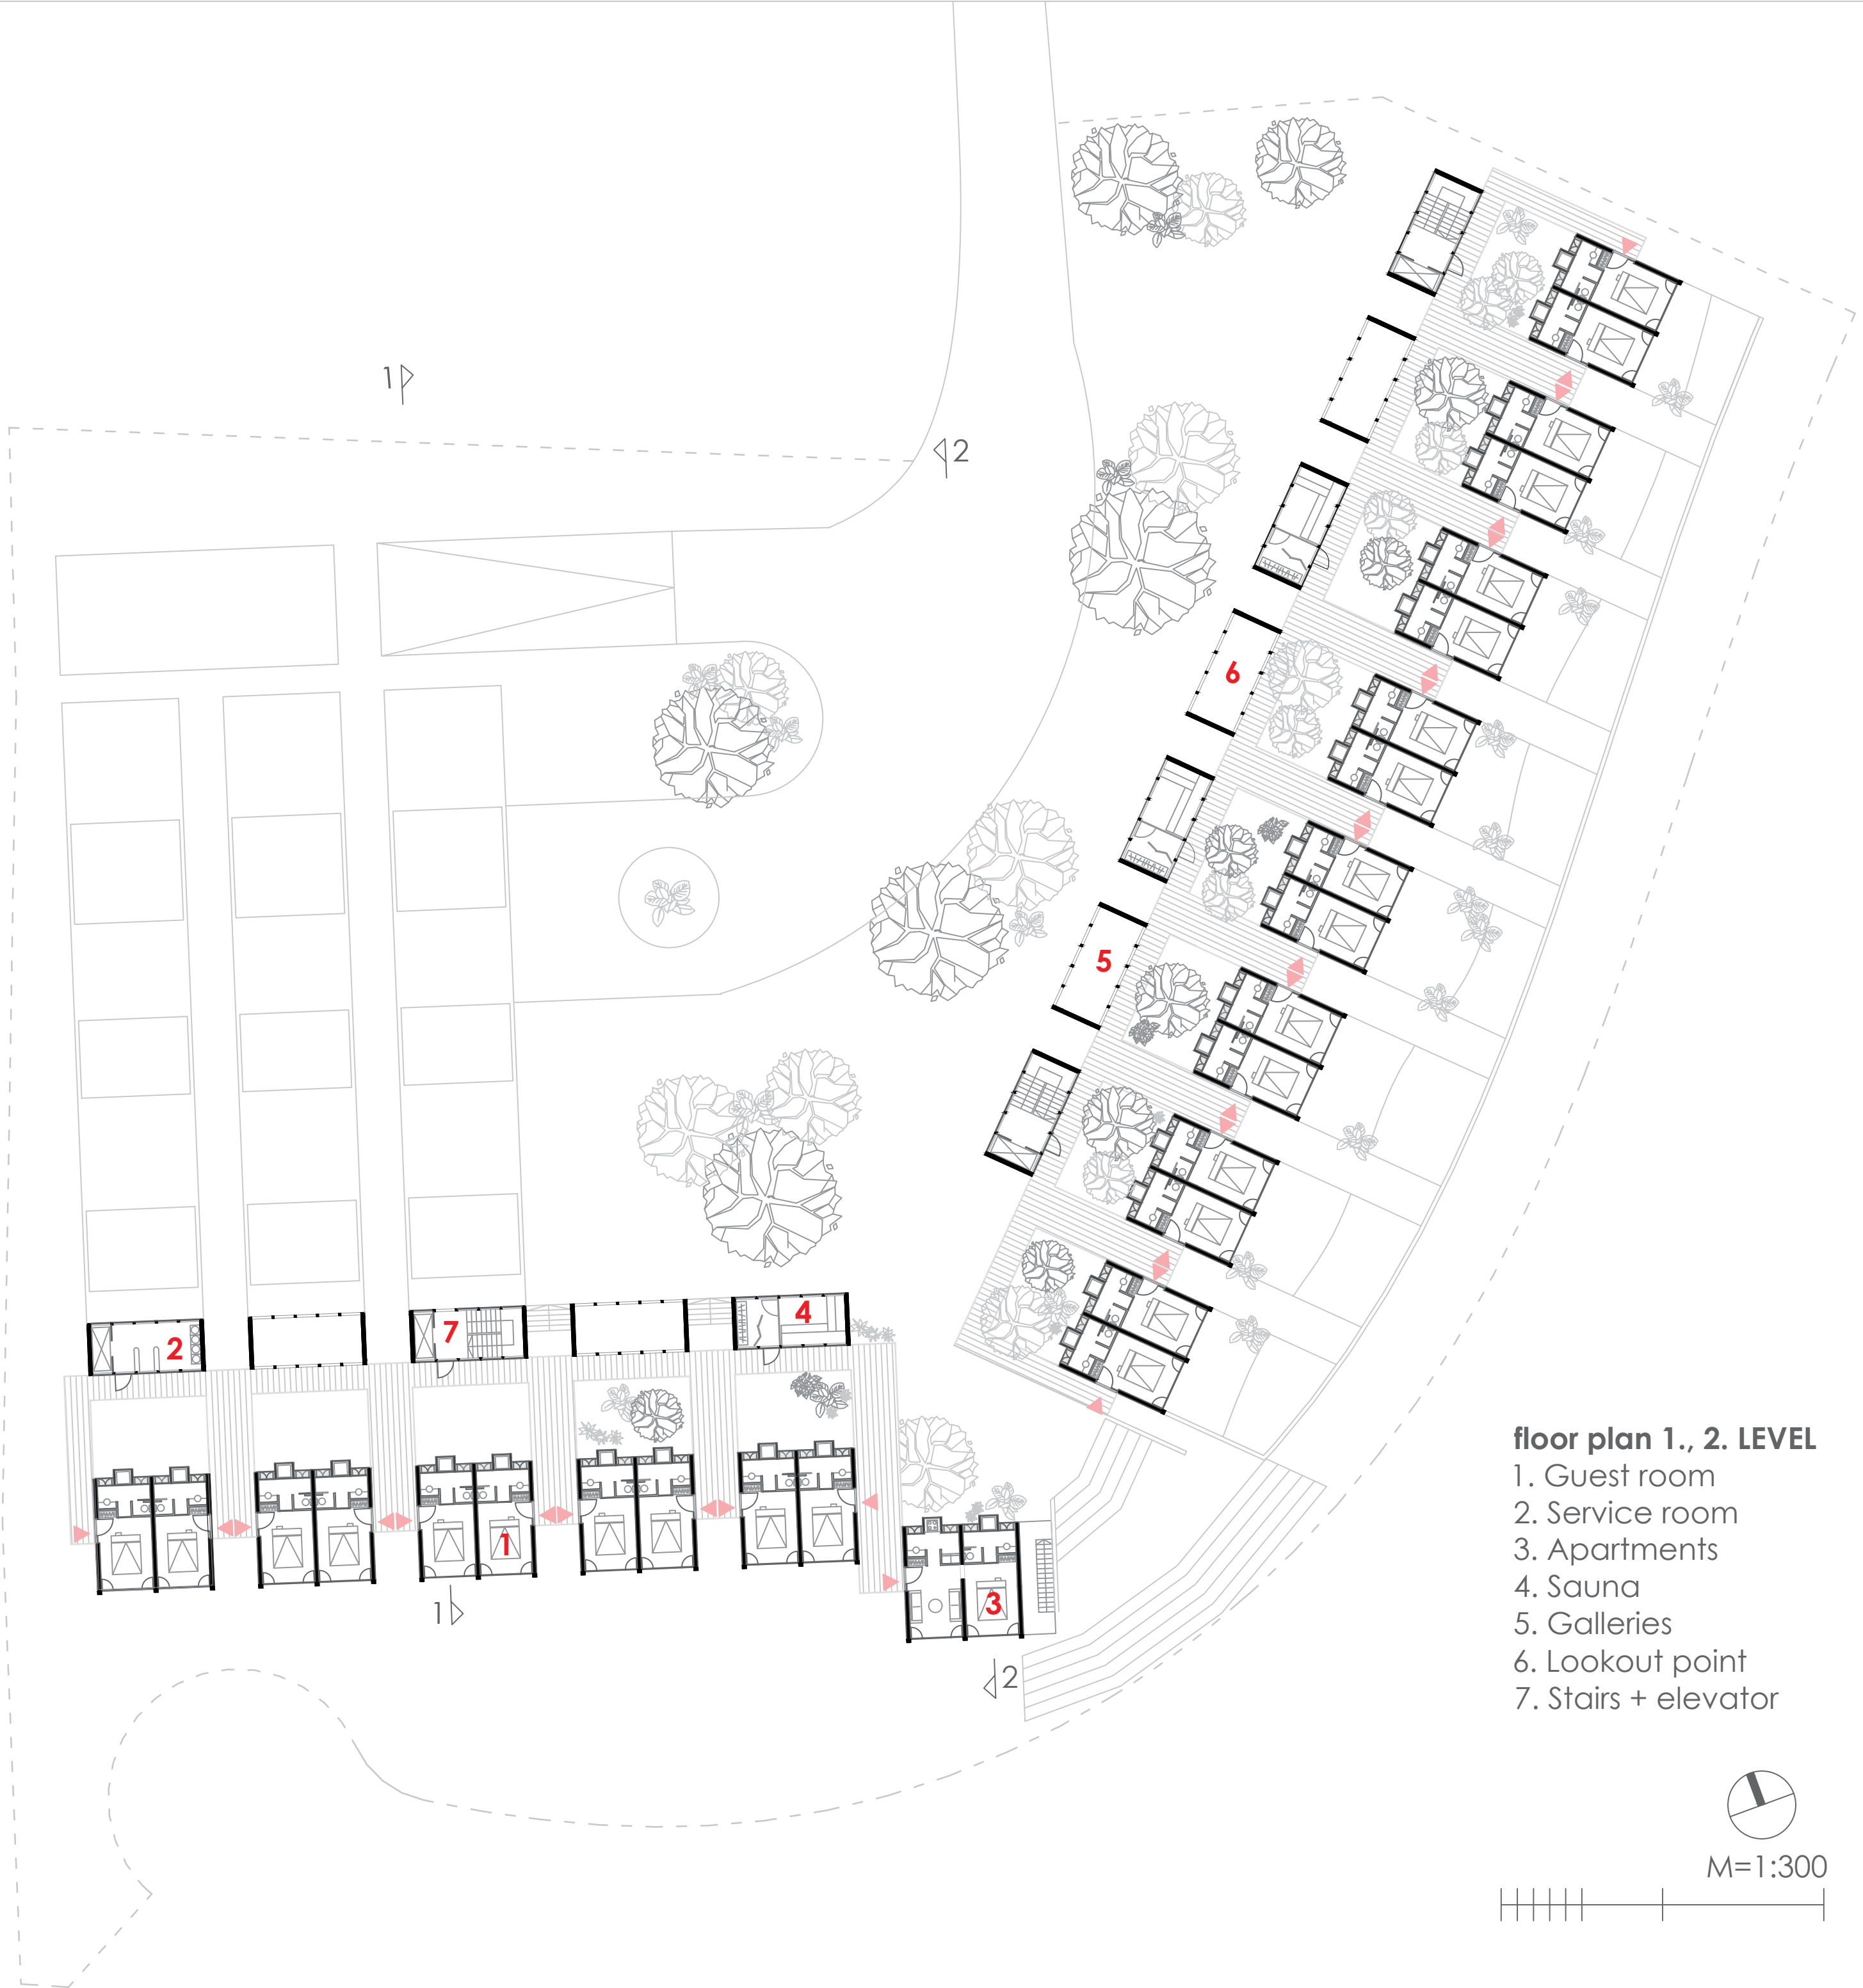 1
2
6
5
4
7
2
1
3
1
2
floor plan 1., 2. LEVEL
1. Guest room
2. Service room
3. Apartments
4. Sauna
5. Galleries
6. Lookout point
7. Stairs + elevator
M=1:300